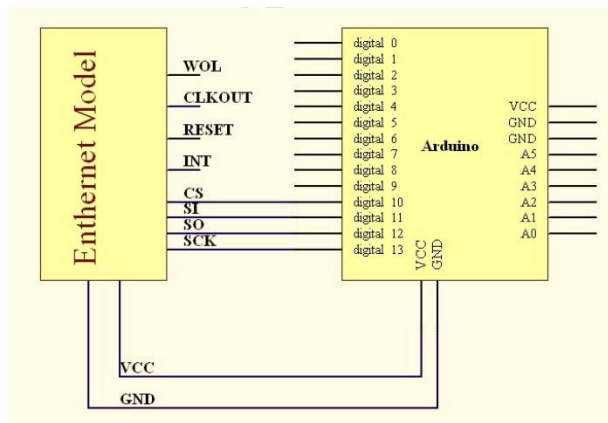 Enthernet Model
WOL
CLKOUT
RESET
INT
CS
SI
SO
SCK
digital 0
digital 1
digital 2
digital 3
digital 4
digital 5
digital 6
digital 7
digital 8
digital 9
digital 10
digital 11
digital 12
digital 13
Arduino
VCC
GND
GND
A5
A4
A3
A2
A1
A0
VCC
GND
VCC
GND